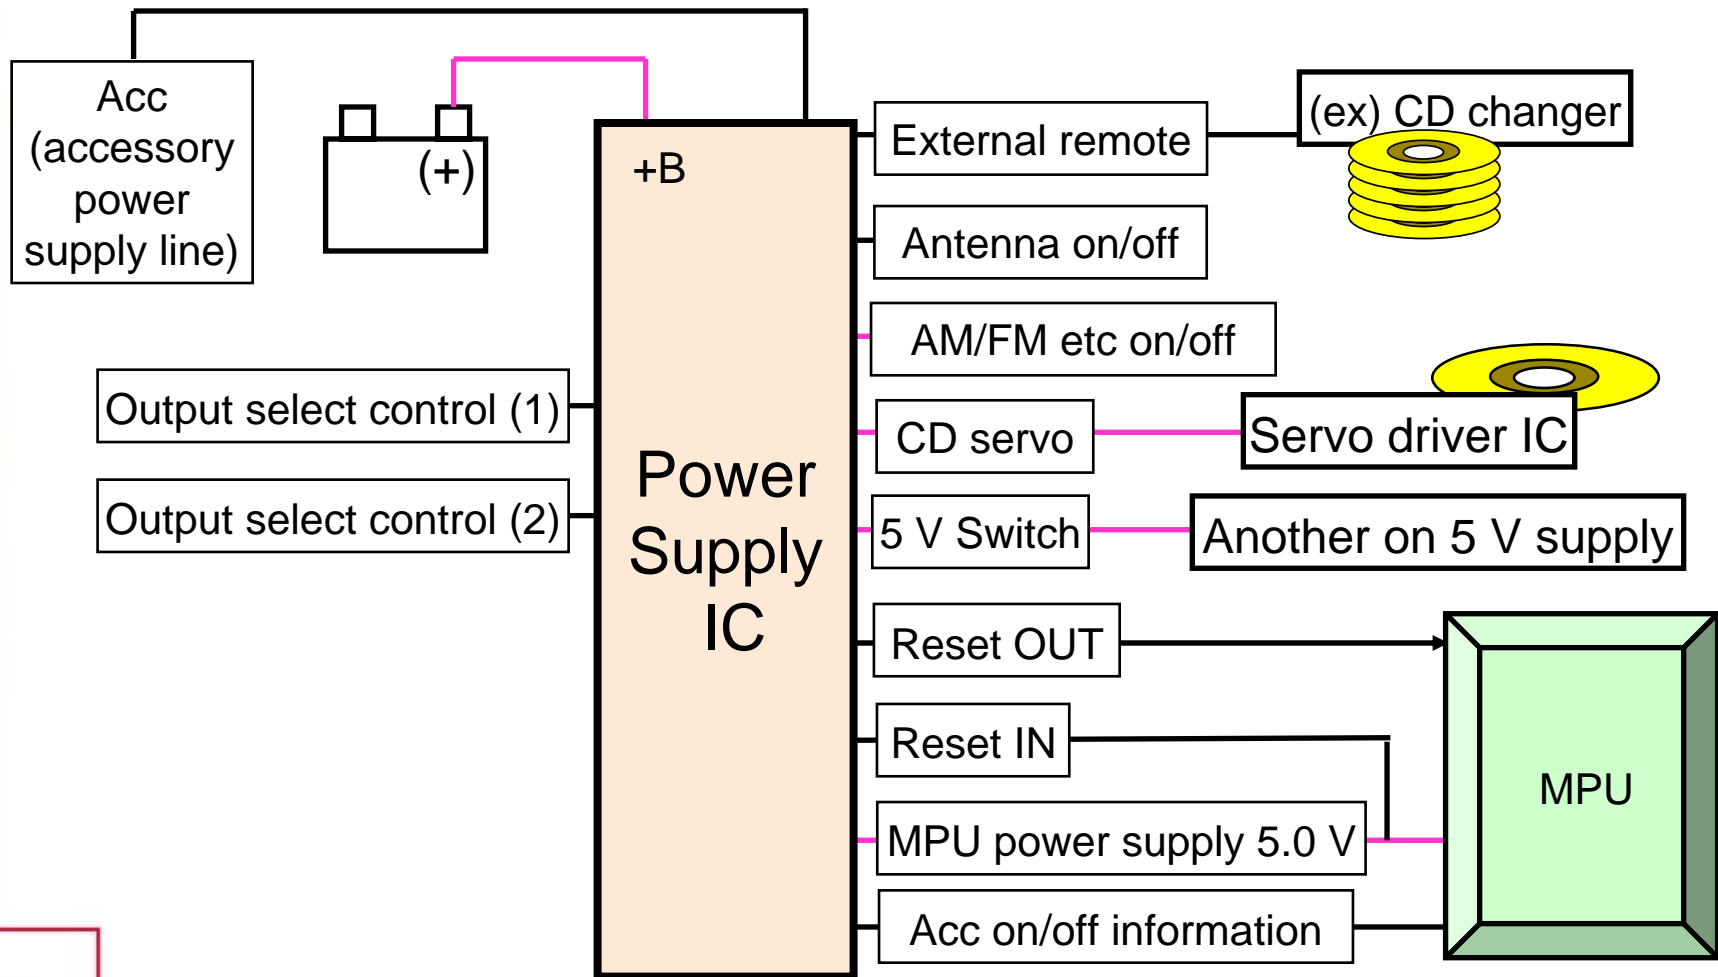 Acc
(accessory
power
supply line)
(+)
+B
External remote
(ex) CD changer
Antenna on/off
AM/FM etc on/off
Output select control (1)
CD servo
Servo driver IC
Output select control (2)
5 V Switch
Another on 5 V supply
Power
Supply
IC
Reset OUT
Reset IN
MPU
MPU power supply 5.0 V
Acc on/off information